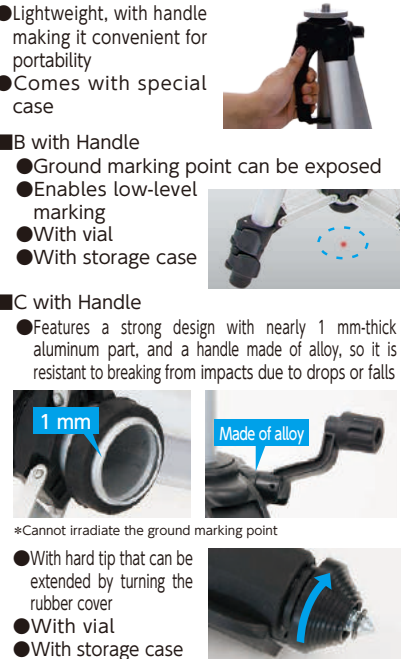 ●Lightweight, with handle
making it convenient for
portability
●Comes with special
case
■B with Handle
●Ground marking point can be exposed
●Enables low-level
marking
●With vial
●With storage case
■C with Handle
●Features a strong design with nearly 1 mm-thick
aluminum part, and a handle made of alloy, so it is
resistant to breaking from impacts due to drops or falls
1 mm
Made of alloy
*Cannot irradiate the ground marking point
●With hard tip that can be
extended by turning the
rubber cover
●With vial
●With storage case